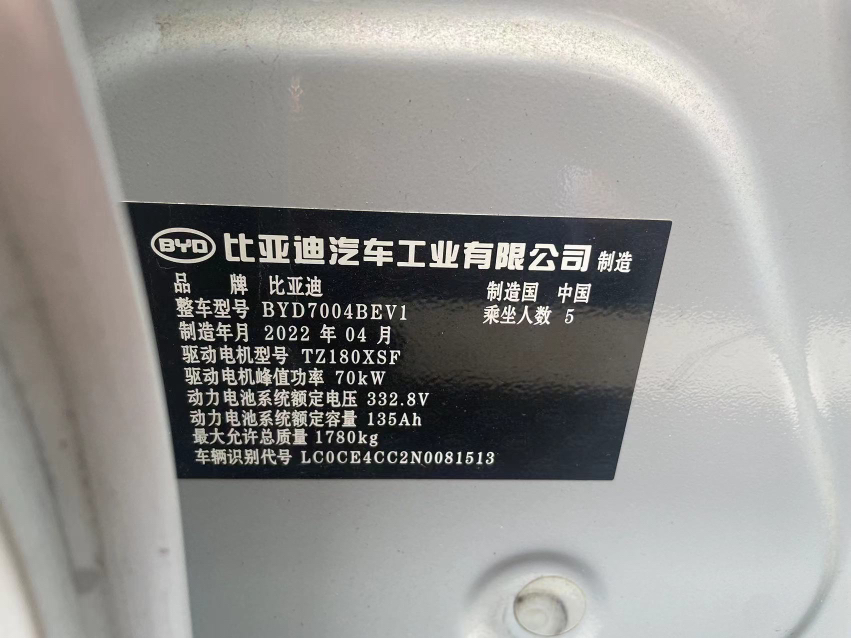 BYD 比亚迪汽车工业有限公司 制造
品 牌 比亚迪 制造国 中国
整车型号 BYD7004BEV1 乘坐人数 5
制造年月 2022 年 04 月
驱动电机型号 TZ180XSF
驱动电机峰值功率 70kW
动力电池系统额定电压 332.8V
动力电池系统额定容量 135Ah
最大允许总质量 1780kg
车辆识别代号 LC0CE4CC2N0081513